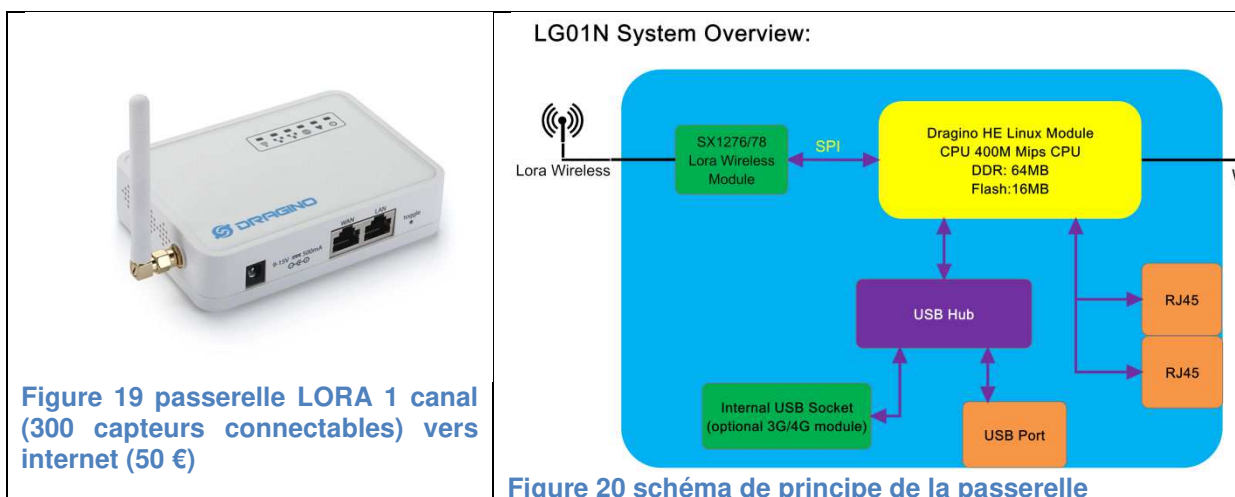 DRAGINO
9-15V 500mA
WAN
LAN
toggle
Figure 19 passerelle LORA 1 canal
(300 capteurs connectables) vers
internet (50 €)
LG01N System Overview:
Lora Wireless
SX1276/78
Lora Wireless
Module
SPI
Dragino HE Linux Module
CPU 400M Mips CPU
DDR: 64MB
Flash:16MB
USB Hub
RJ45
RJ45
Internal USB Socket
(optional 3G/4G module)
USB Port
Figure 20 schéma de principe de la passerelle